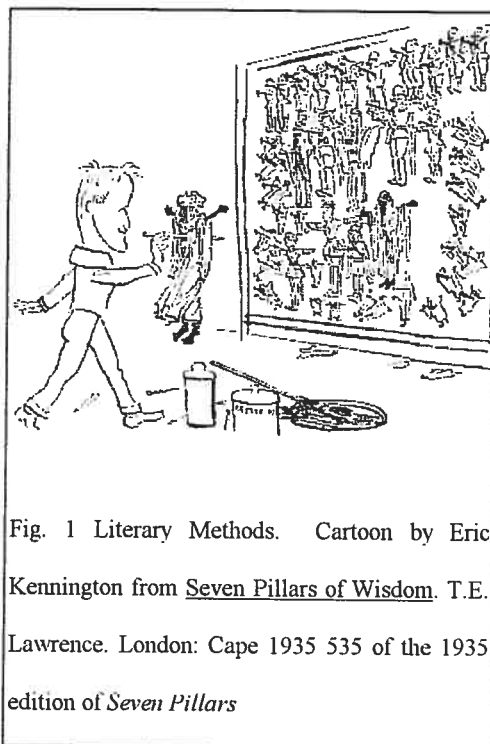 Fig. 1 Literary Methods. Cartoon by Eric
Kennington from Seven Pillars of Wisdom. T.E.
Lawrence. London: Cape 1935 535 of the 1935
edition of Seven Pillars